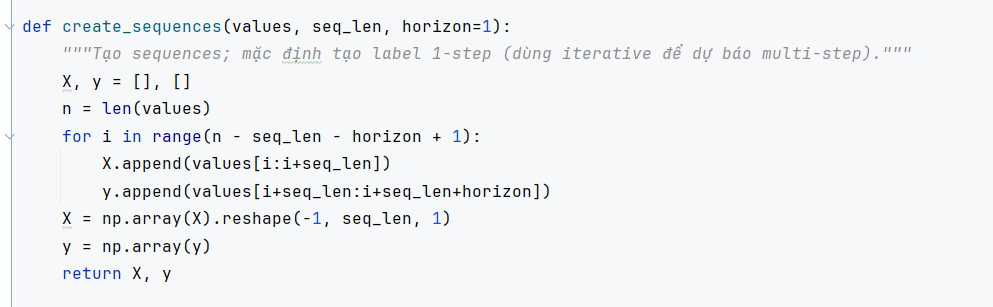 def create_sequences(values, seq_len, horizon=1):
    """Tạo sequences; mặc định tạo label 1-step (dùng iterative để dự báo multi-step)."""
    X, y = [], []
    n = len(values)
    for i in range(n - seq_len - horizon + 1):
        X.append(values[i:i+seq_len])
        y.append(values[i+seq_len:i+seq_len+horizon])
    X = np.array(X).reshape(-1, seq_len, 1)
    y = np.array(y)
    return X, y